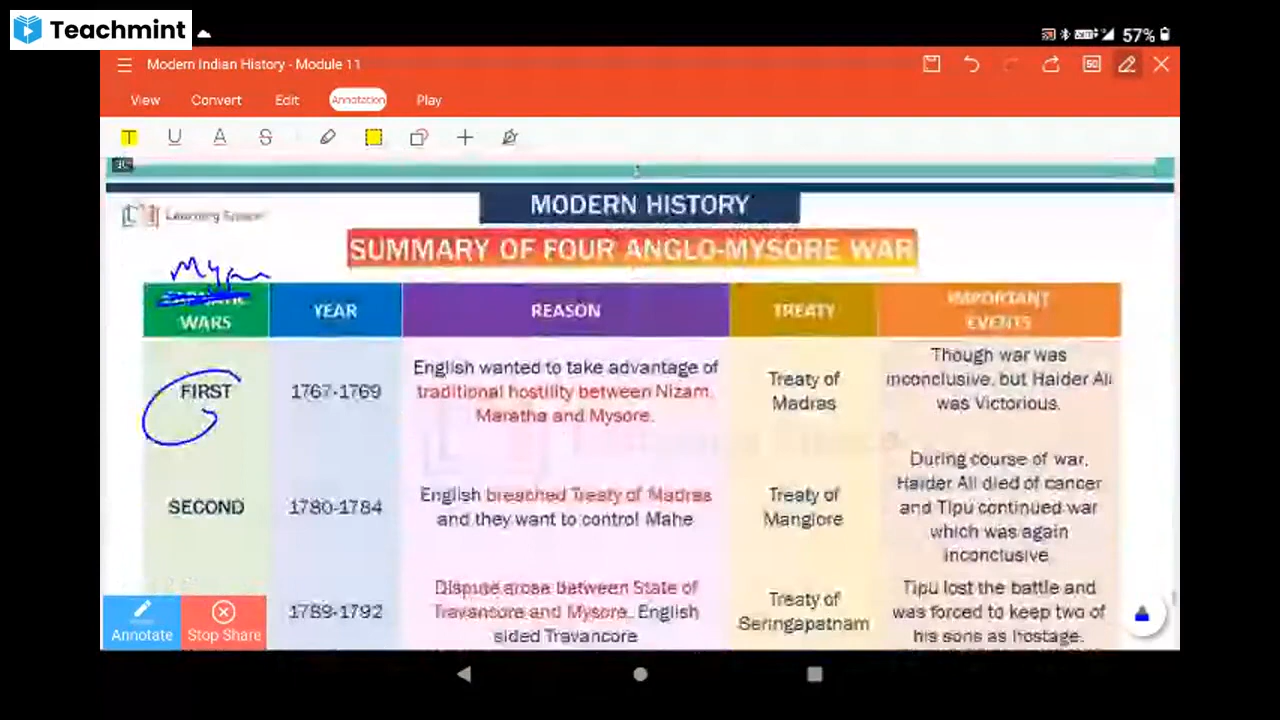 Teachmint
57%
Modern Indian History - Module 11
View Convert Edit Annotation Play
T U A S
Learning Space
MODERN HISTORY
SUMMARY OF FOUR ANGLO-MYSORE WAR
WARS YEAR REASON TREATY IMPORTANT
EVENTS
FIRST
1767-1769
English wanted to take advantage of
traditional hostility between Nizam,
Maratha and Mysore.
Treaty of
Madras
Though war was
inconclusive, but Haider Ali
was Victorious.
SECOND
1780-1784
English breached Treaty of Madras
and they want to control Mahe
Treaty of
Manglore
During course of war,
Haider Ali died of cancer
and Tipu continued war
which was again
inconclusive
1789-1792
Dispute arose between State of
Travancore and Mysore. English
sided Travancore
Treaty of
Seringapatnam
Tipu lost the battle and
was forced to keep two of
his sons as hostage.
Annotate
Stop Share